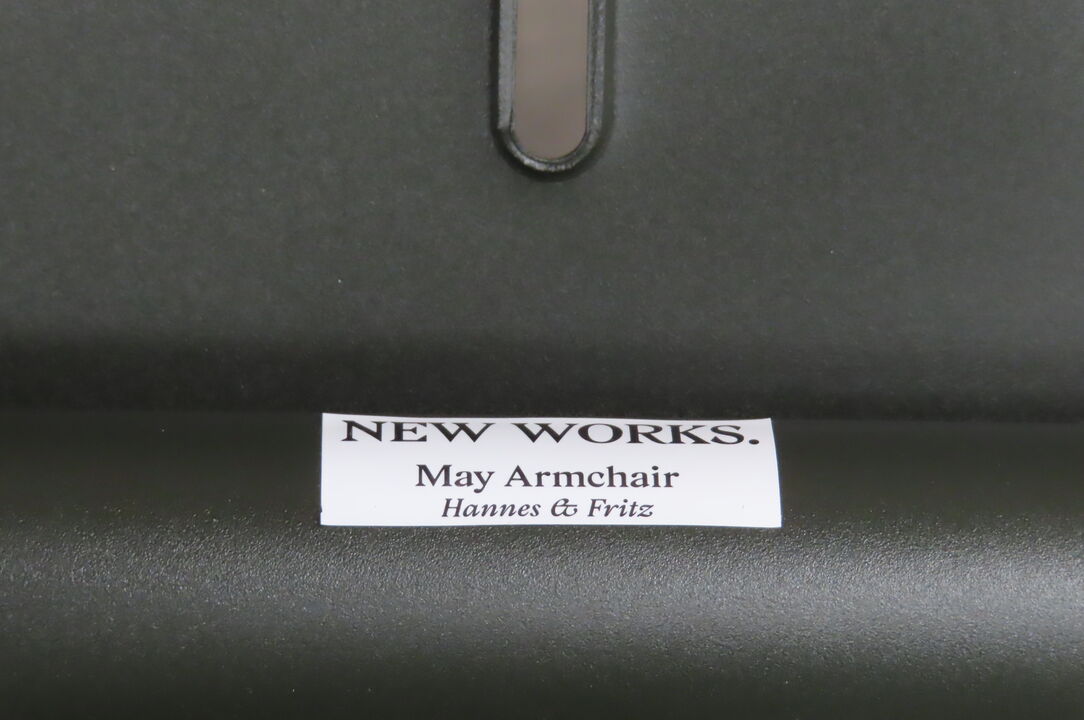 NEW WORKS.
May Armchair
Hannes & Fritz